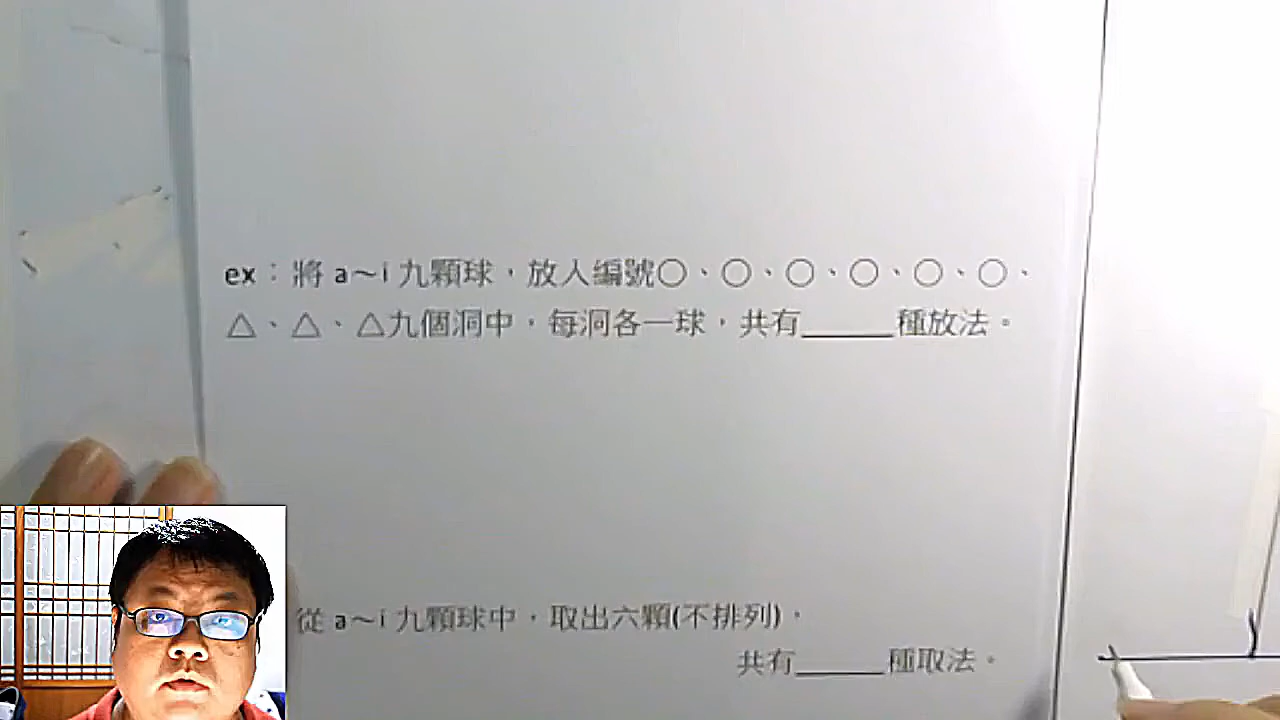 ex：將 a～i 九顆球，放入編號○、○、○、○、○、○、
△、△、△九個洞中，每洞各一球，共有______種放法。
從 a～i 九顆球中，取出六顆(不排列)，
共有______種取法。